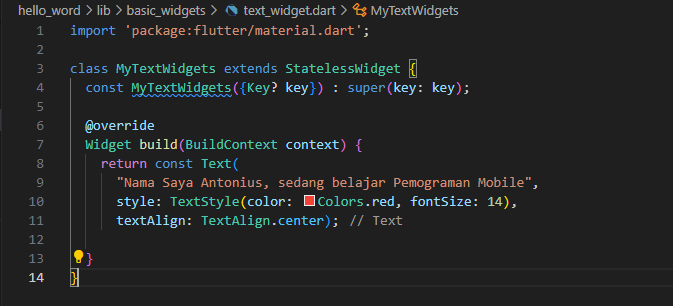 hello_word > lib > basic_widgets > text_widget.dart > MyTextWidgets
1 import 'package:flutter/material.dart';
2
3 class MyTextWidgets extends StatelessWidget {
4 const MyTextWidgets({Key? key}) : super(key: key);
5
6 @override
7 Widget build(BuildContext context) {
8 return const Text(
9 "Nama Saya Antonius, sedang belajar Pemograman Mobile",
10 style: TextStyle(color: Colors.red, fontSize: 14),
11 textAlign: TextAlign.center); // Text
12
13 }
14 }